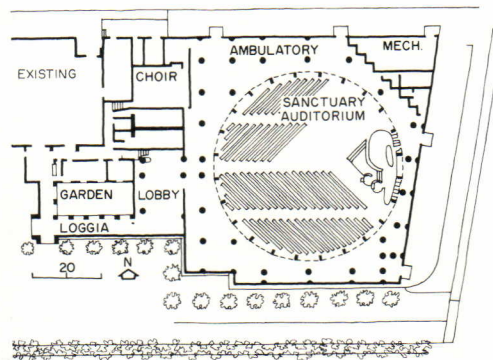 AMBULATORY
MECH.
EXISTING
CHOIR
SANCTUARY
AUDITORIUM
GARDEN
LOBBY
LOGGIA
20
N